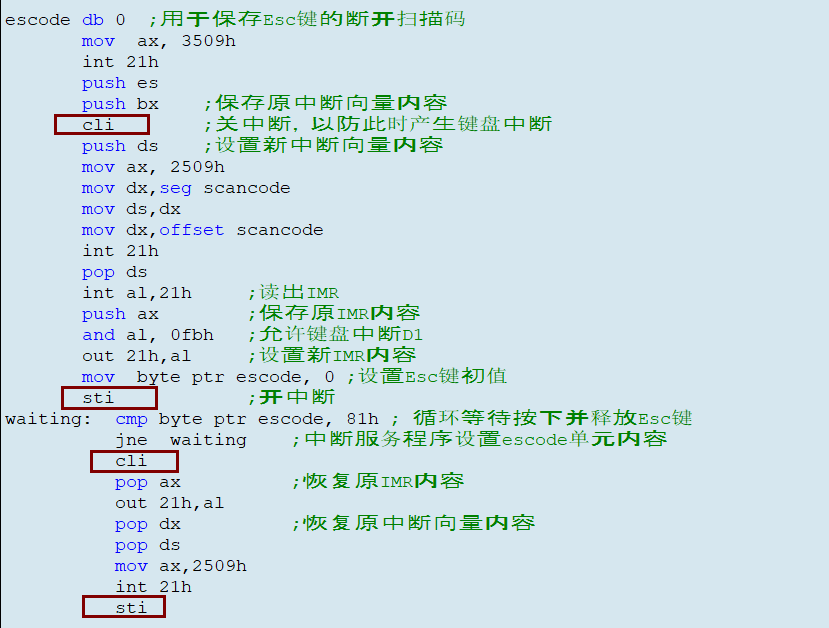 escode db 0 ;用于保存Esc键的断开扫描码
mov ax, 3509h
int 21h
push es
push bx ;保存原中断向量内容
cli ;关中断, 以防此时产生键盘中断
push ds ;设置新中断向量内容
mov ax, 2509h
mov dx,seg scancode
mov ds,dx
mov dx,offset scancode
int 21h
pop ds
int al,21h ;读出IMR
push ax ;保存原IMR内容
and al, 0fbh ;允许键盘中断D1
out 21h,al ;设置新IMR内容
mov byte ptr escode, 0 ;设置Esc键初值
sti ;开中断
waiting: cmp byte ptr escode, 81h ; 循环等待按下并释放Esc键
jne waiting ;中断服务程序设置escode单元内容
cli
pop ax ;恢复原IMR内容
out 21h,al
pop dx ;恢复原中断向量内容
pop ds
mov ax,2509h
int 21h
sti